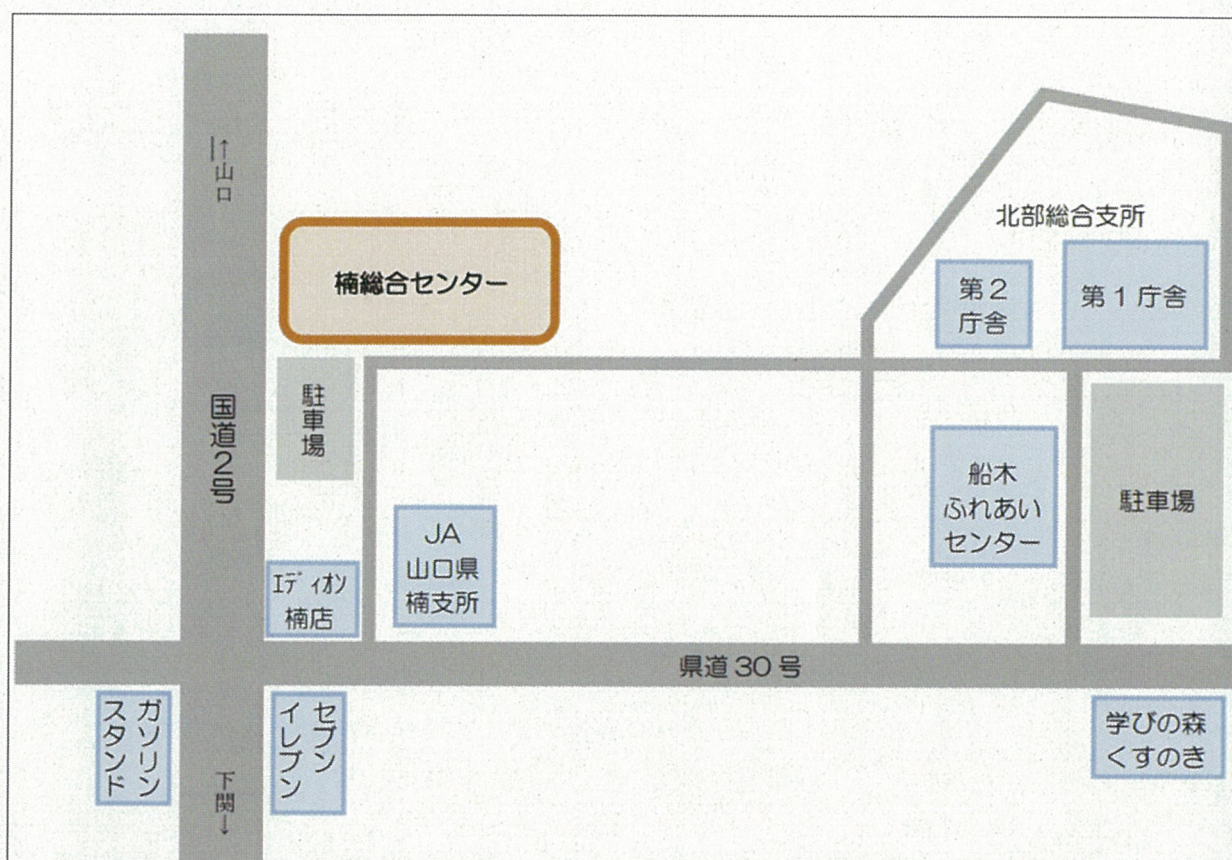 ↑山口
北部総合支所
楠総合センター
第2
庁舎
第1庁舎
駐車場
国道2号
船木
ふれあい
センター
駐車場
JA
山口県
楠支所
エディオン
楠店
県道30号
ガソリン
スタンド
セブン
イレブン
学びの森
くすのき
下関↓